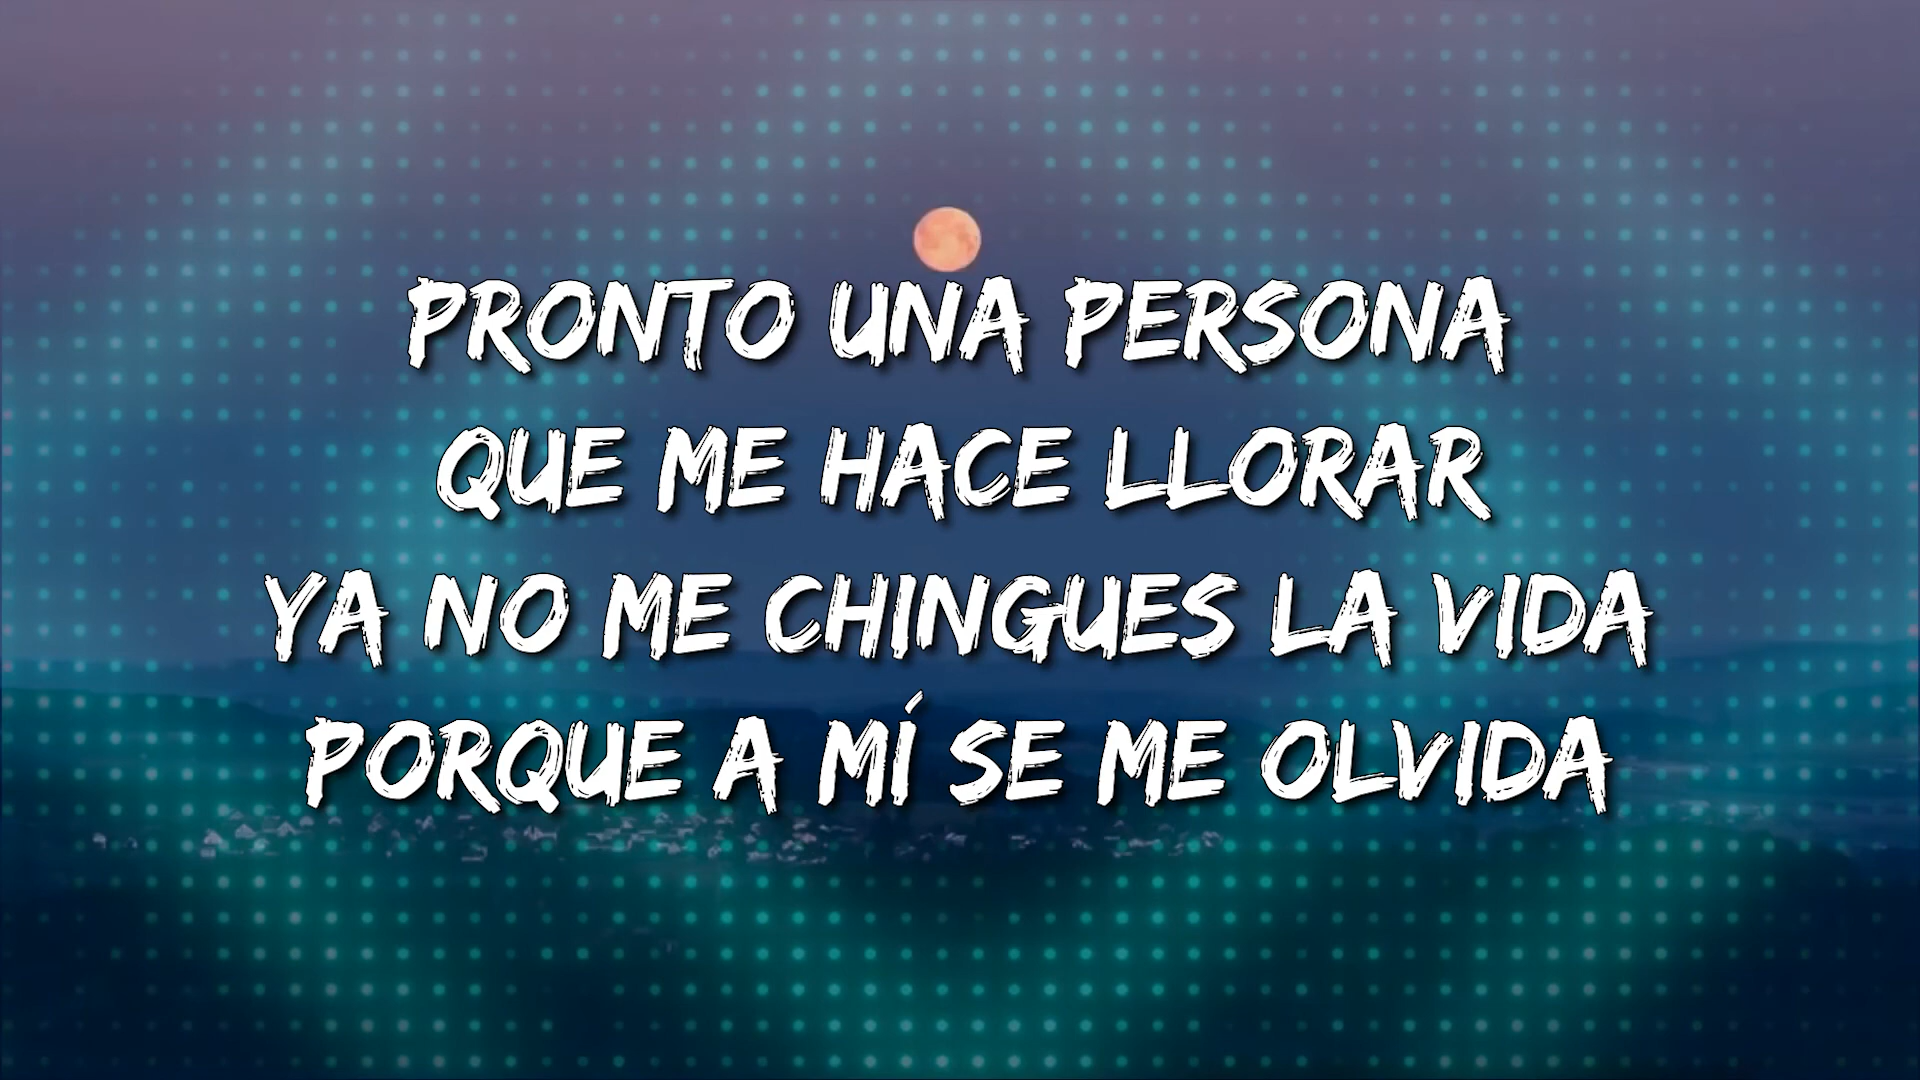 PRONTO UNA PERSONA
QUE ME HACE LLORAR
YA NO ME CHINGUES LA VIDA
PORQUE A MÍ SE ME OLVIDA